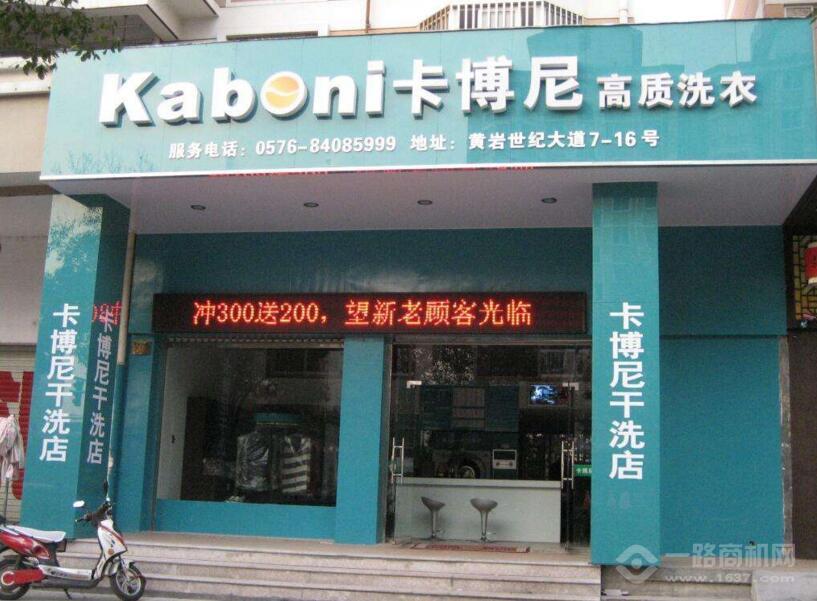 Kaboni卡博尼 高质洗衣
服务电话：0576-84085999 地址：黄岩世纪大道7-16号
冲300送200，望新老顾客光临
卡博尼干洗店
卡博尼干洗店
卡博尼干洗店
一路商机网
www.1637.com